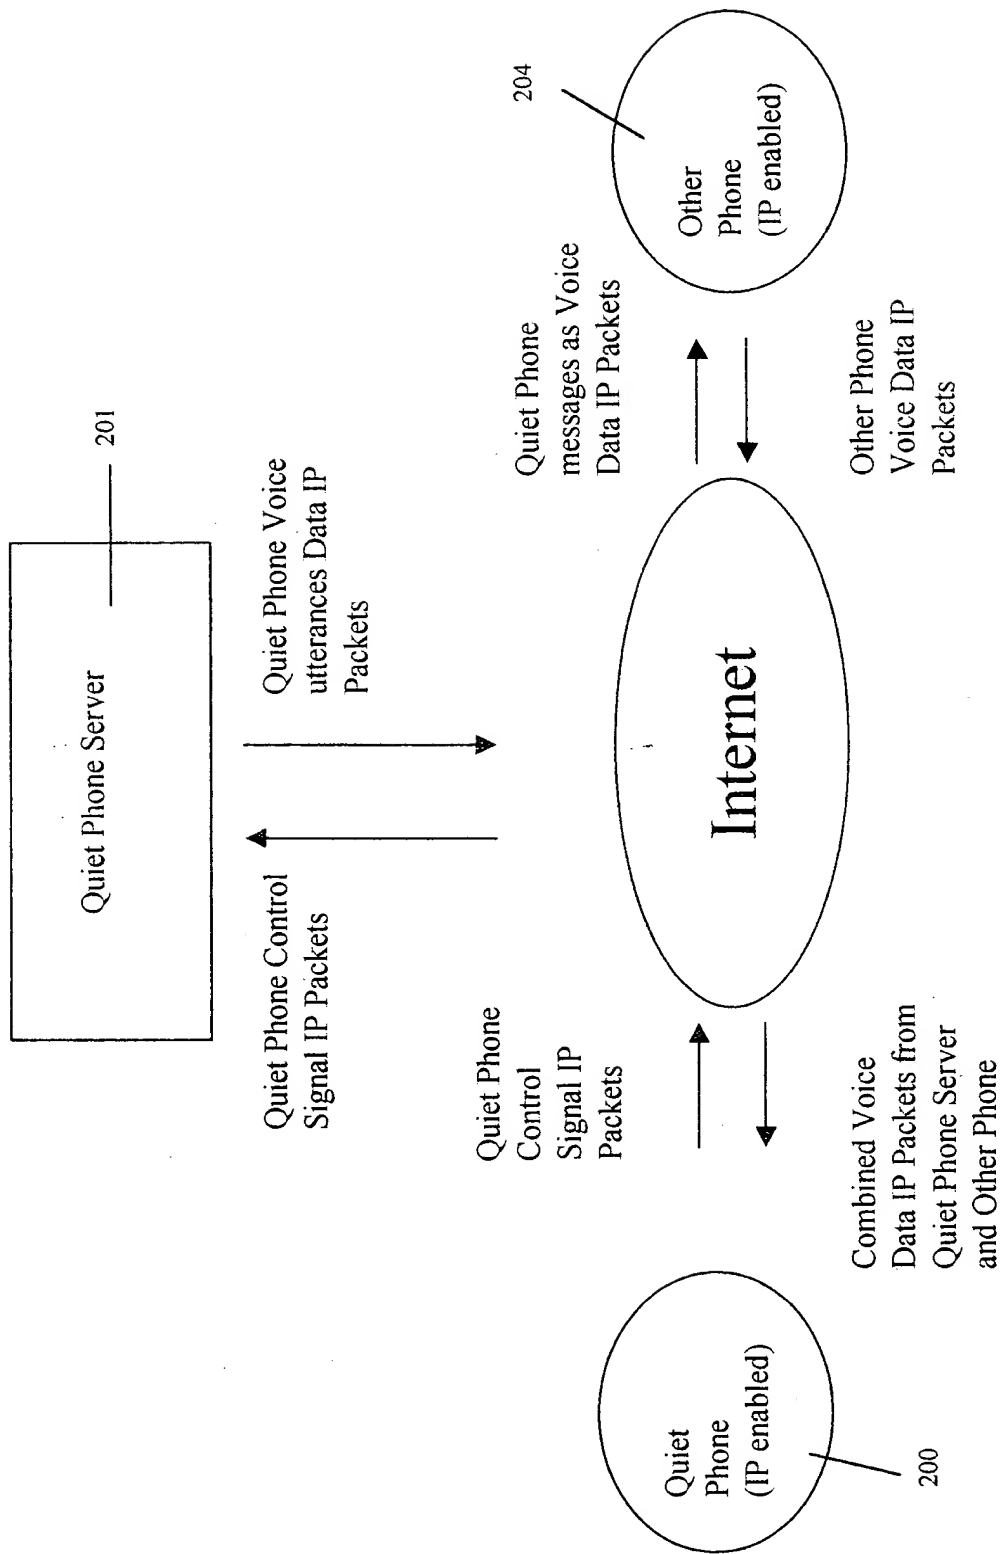 Quiet Phone Server
201
Quiet Phone Control
Signal IP Packets
Quiet Phone Voice
utterances Data IP
Packets
Quiet Phone
Control
Signal IP
Packets
Quiet Phone
messages as Voice
Data IP Packets
204
Quiet
Phone
(IP enabled)
200
Internet
Other
Phone
(IP enabled)
Combined Voice
Data IP Packets from
Quiet Phone Server
and Other Phone
Other Phone
Voice Data IP
Packets